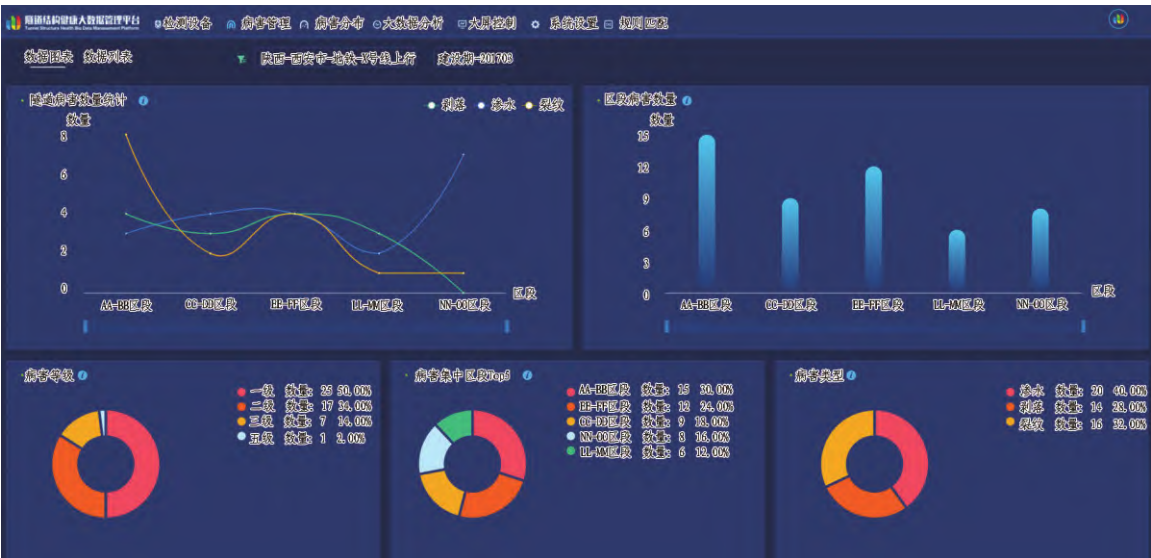 隧道结构健康大数据管理平台 检测设备 病害管理 病害分布 大数据分析 大屏控制 系统设置 规则匹配
Tunnel Structure Health Big Data Management Platform
数据图表 数据列表 陕西-西安市-地铁-X号线上行 建设期-201703
隧道病害数量统计
剥落 渗水 裂纹
数量
8
6
4
2
0
AA-BB区段 CC-DD区段 EE-FF区段 LL-MM区段 NN-OO区段 区段
区段病害数量
数量
15
12
9
6
3
0
AA-BB区段 CC-DD区段 EE-FF区段 LL-MM区段 NN-OO区段 区段
病害等级
一级 数量: 25 50.00%
二级 数量: 17 34.00%
三级 数量: 7 14.00%
五级 数量: 1 2.00%
病害集中区段Top5
AA-BB区段 数量: 15 30.00%
EE-FF区段 数量: 12 24.00%
CC-DD区段 数量: 9 18.00%
NN-OO区段 数量: 8 16.00%
LL-MM区段 数量: 6 12.00%
病害类型
渗水 数量: 20 40.00%
剥落 数量: 14 28.00%
裂纹 数量: 16 32.00%